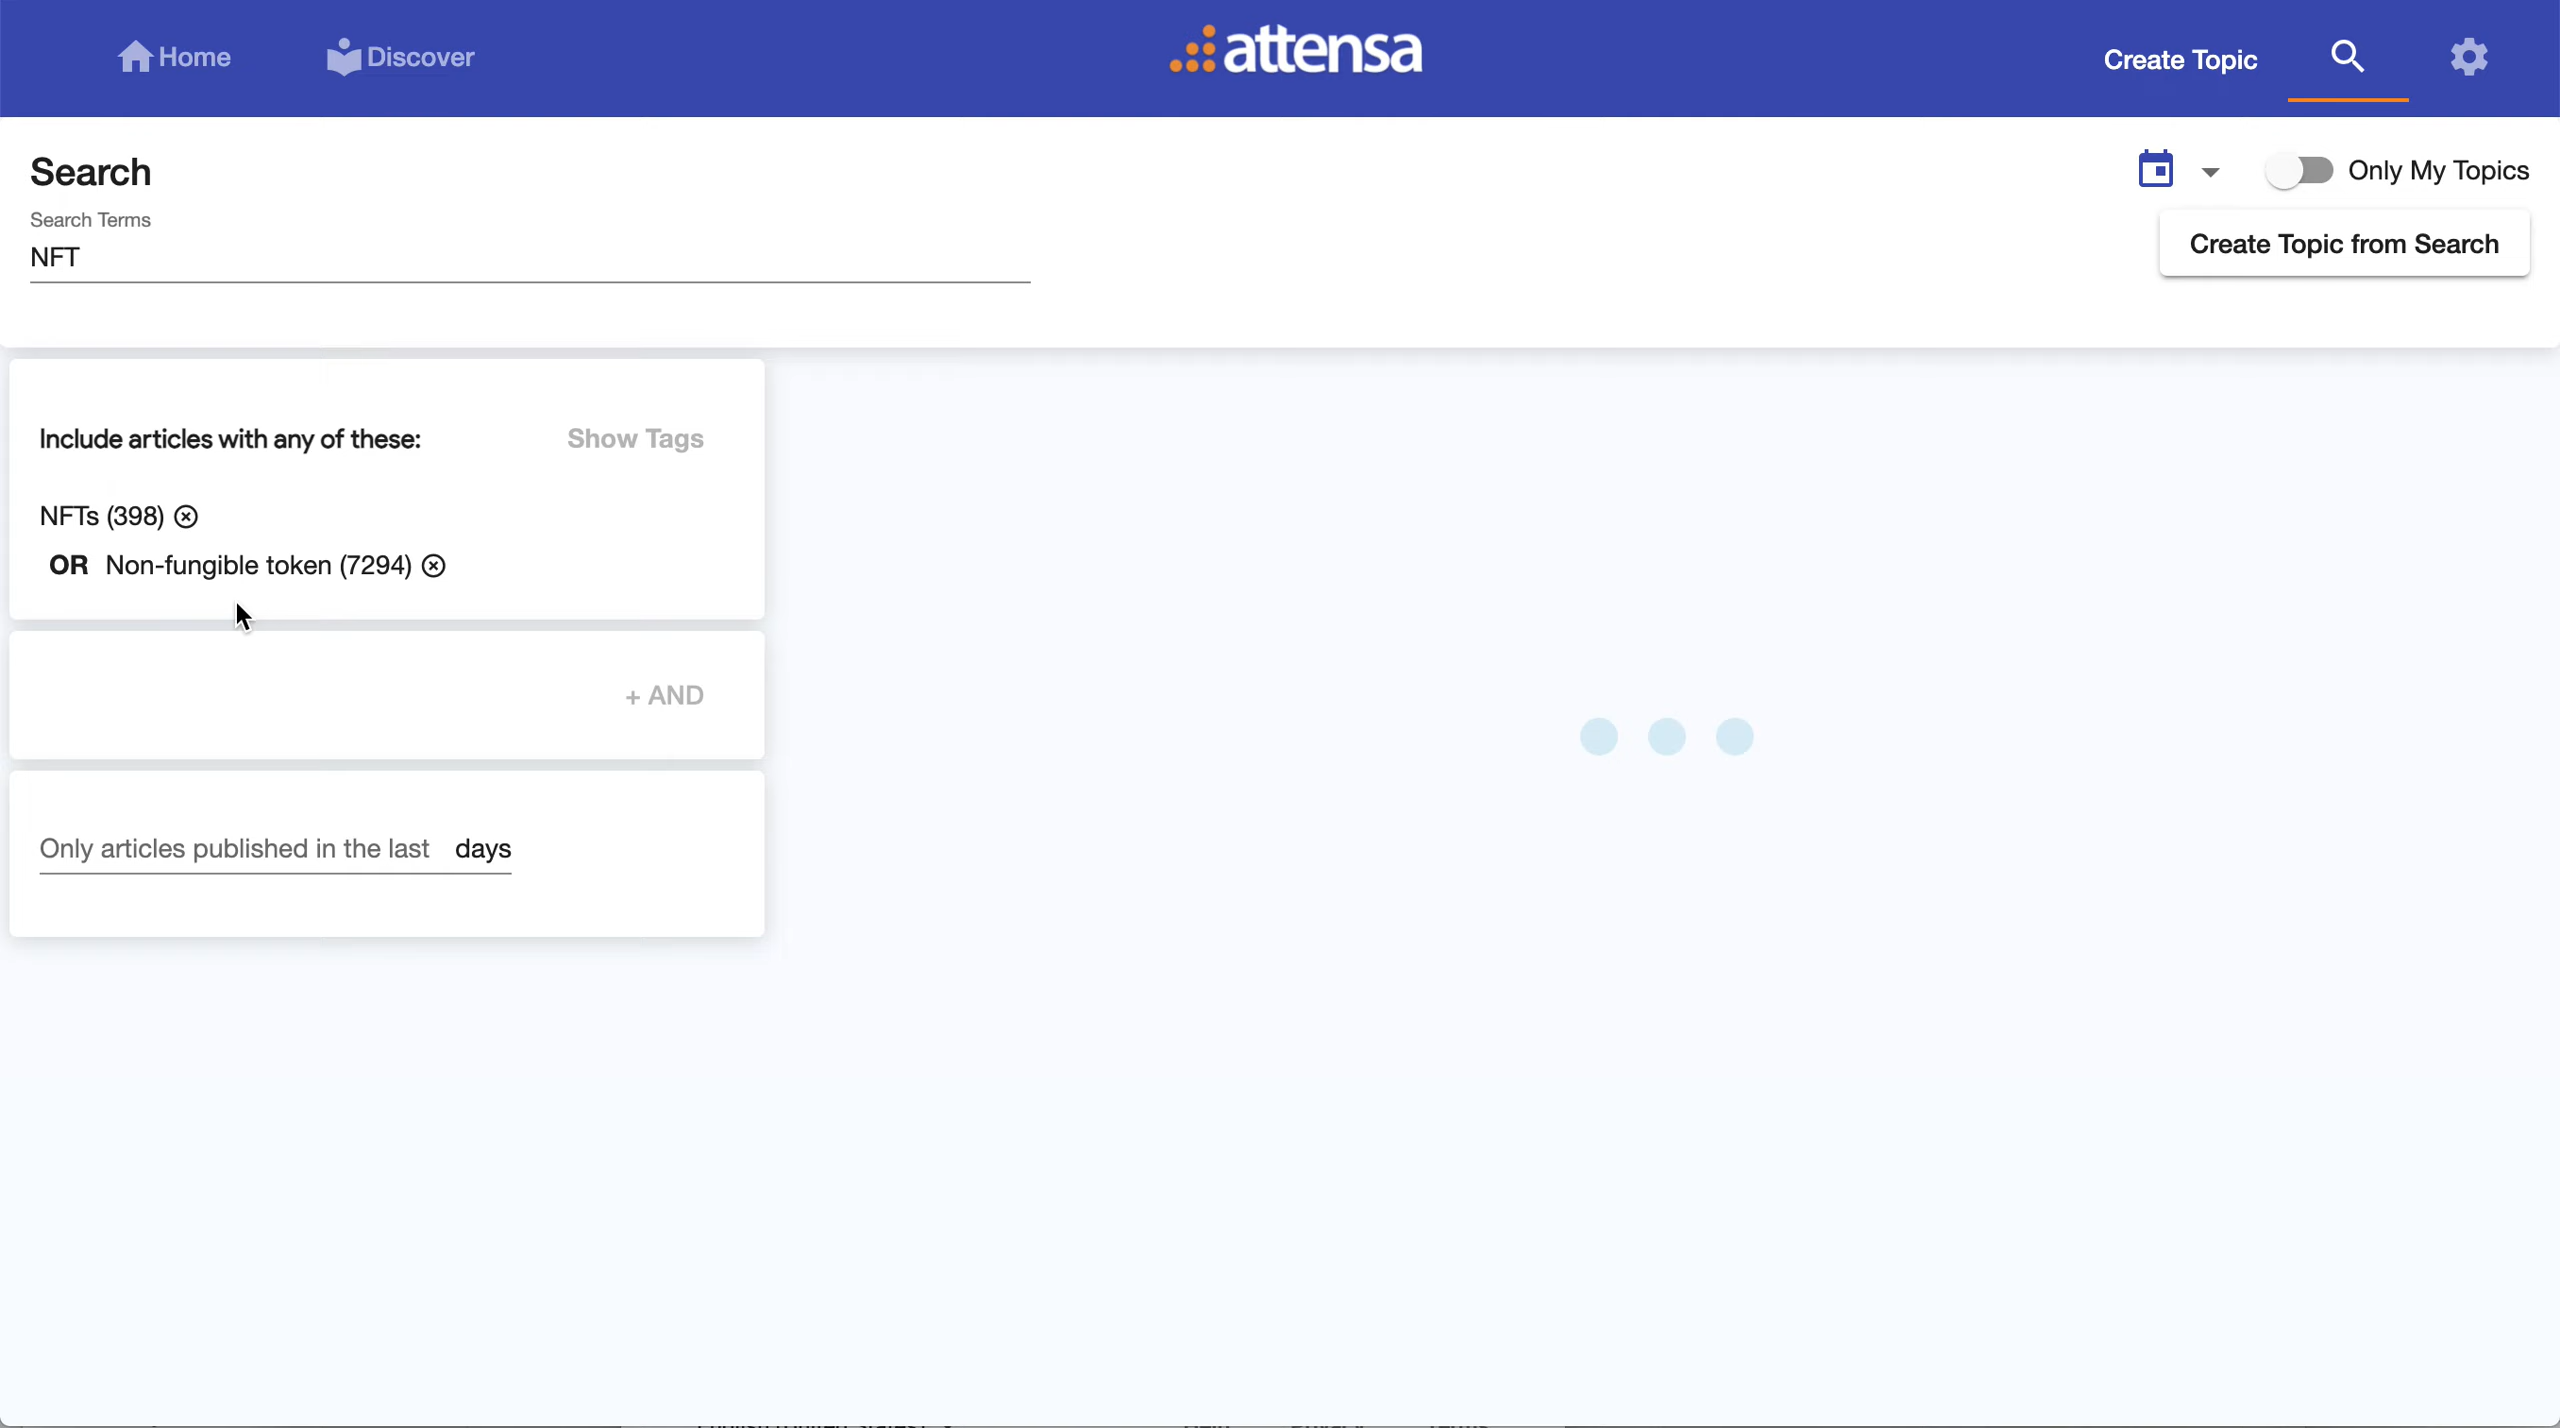 Home
Discover
attensa
Create Topic
Search
Only My Topics
Search Terms
NFT
Create Topic from Search
Include articles with any of these:
Show Tags
NFTs (398)
OR Non-fungible token (7294)
+ AND
Only articles published in the last days